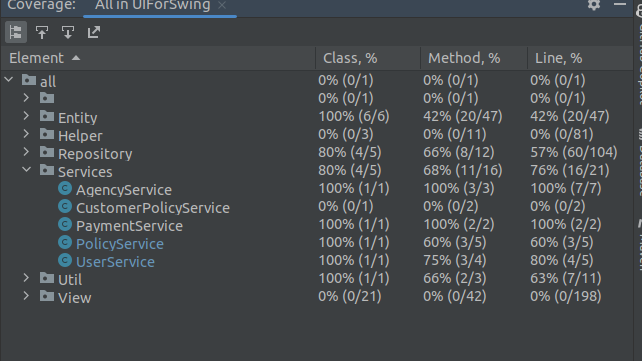 Coverage: All in UIForSwing ×
Element Class, % Method, % Line, %
all 0% (0/1) 0% (0/1) 0% (0/1)
0% (0/1) 0% (0/1) 0% (0/1)
Entity 100% (6/6) 42% (20/47) 42% (20/47)
Helper 0% (0/3) 0% (0/11) 0% (0/81)
Repository 80% (4/5) 66% (8/12) 57% (60/104)
Services 80% (4/5) 68% (11/16) 76% (16/21)
AgencyService 100% (1/1) 100% (3/3) 100% (7/7)
CustomerPolicyService 0% (0/1) 0% (0/2) 0% (0/2)
PaymentService 100% (1/1) 100% (2/2) 100% (2/2)
PolicyService 100% (1/1) 60% (3/5) 60% (3/5)
UserService 100% (1/1) 75% (3/4) 80% (4/5)
Util 100% (1/1) 66% (2/3) 63% (7/11)
View 0% (0/21) 0% (0/42) 0% (0/198)